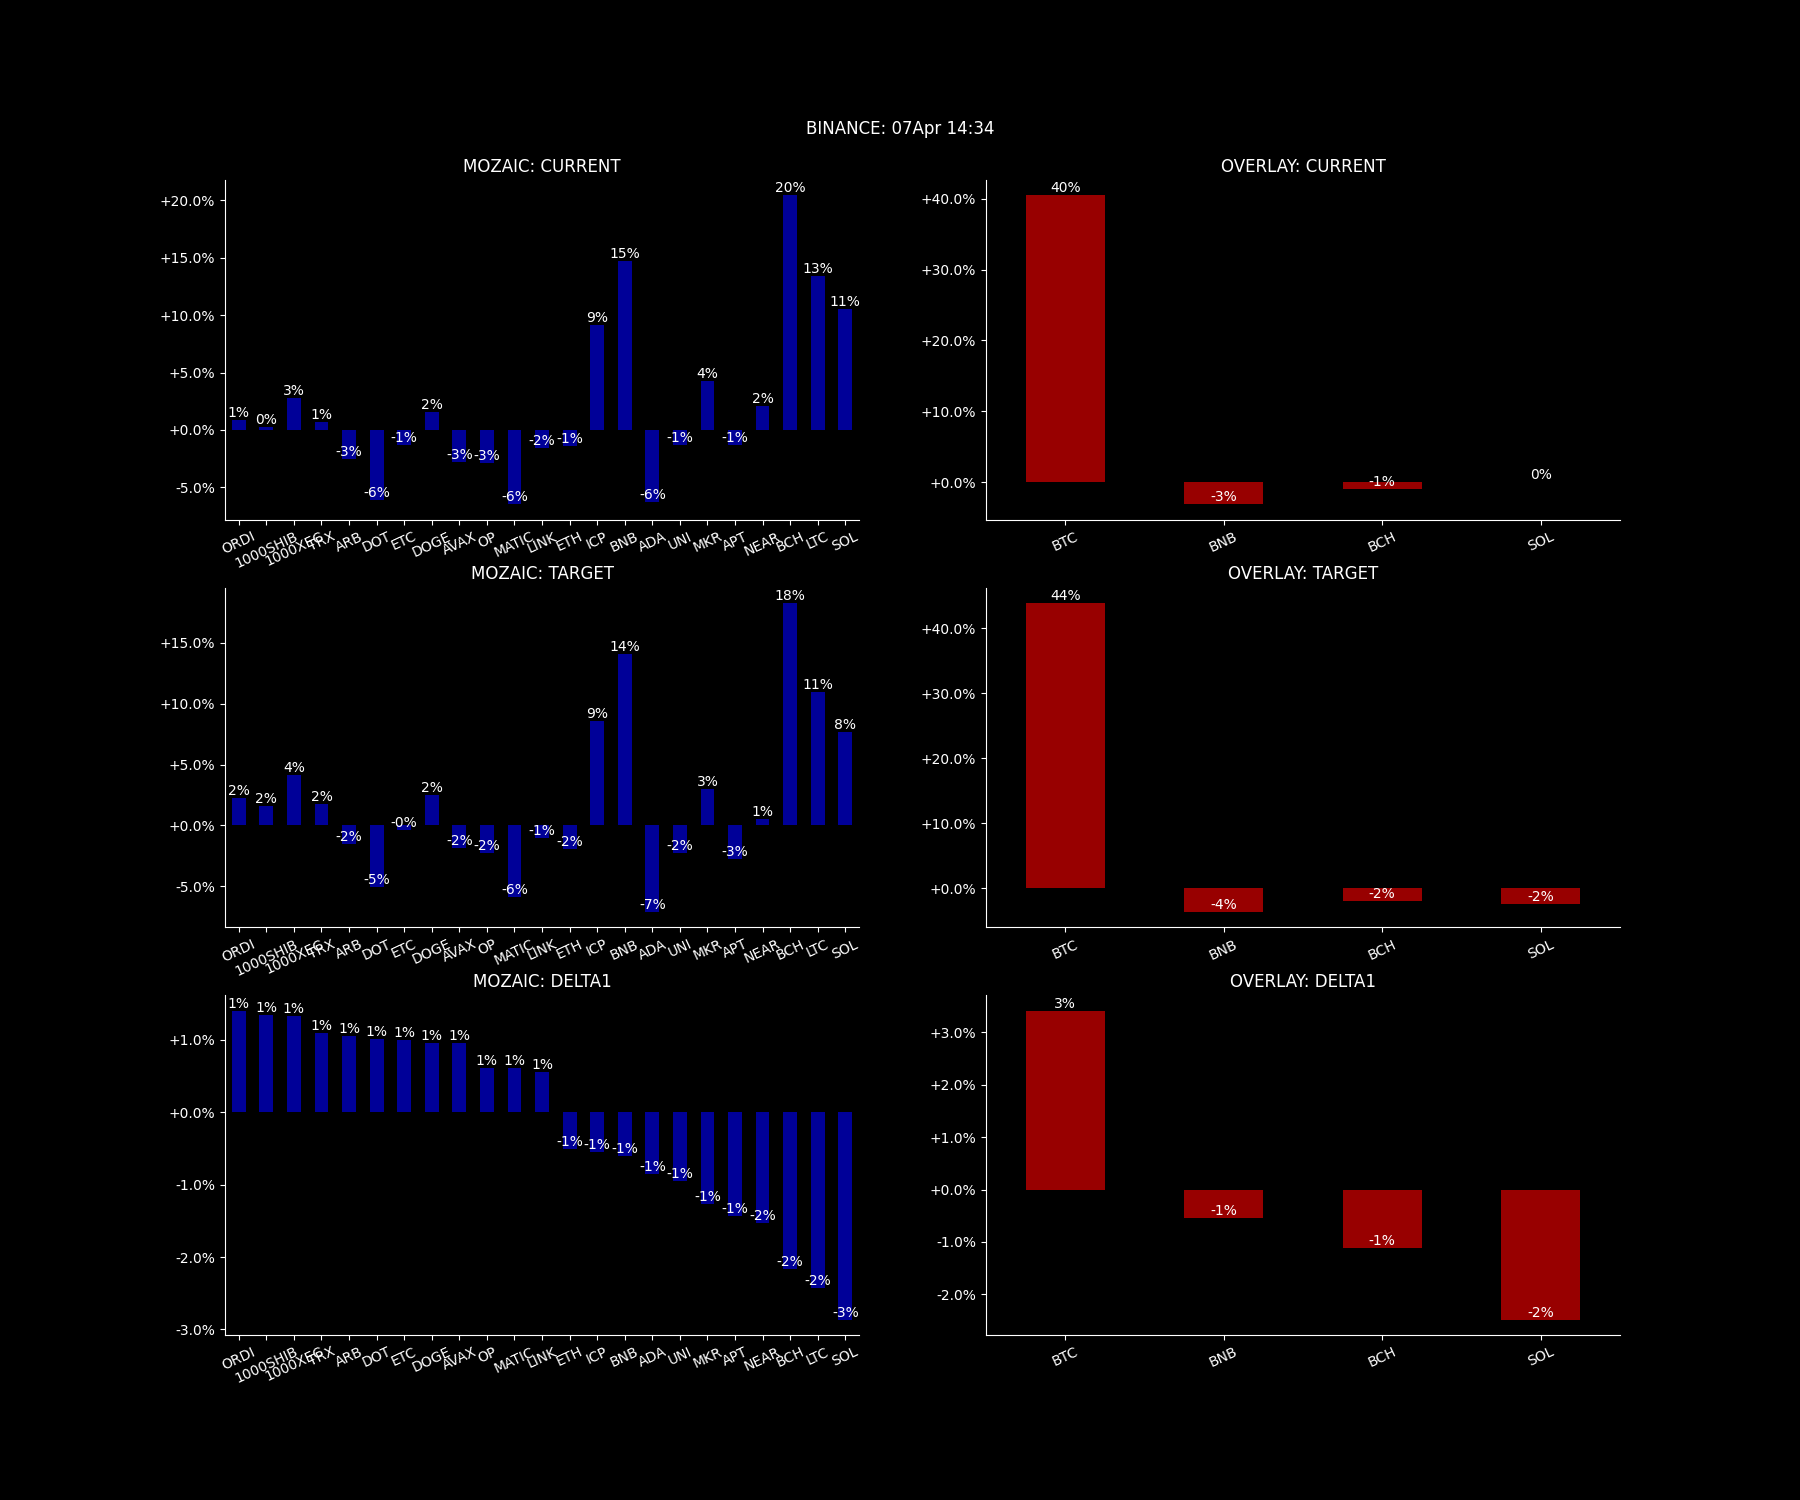 BINANCE: 07Apr 14:34
MOZAIC: CURRENT
+20.0%
+15.0%
+10.0%
+5.0%
+0.0%
-5.0%
1% 0% 3% 1% -3% -6% -1% 2% -3% -3% -6% -2% -1% 9% 15% -6% -1% 4% -1% 2% 20% 13% 11%
ORDI 1000SHIB 1000XEC TRX ARB DOT ETC DOGE AVAX OP MATIC LINK ETH ICP BNB ADA UNI MKR APT NEAR BCH LTC SOL
OVERLAY: CURRENT
+40.0%
+30.0%
+20.0%
+10.0%
+0.0%
40% -3% -1% 0%
BTC BNB BCH SOL
MOZAIC: TARGET
+15.0%
+10.0%
+5.0%
+0.0%
-5.0%
2% 2% 4% 2% -2% -5% -0% 2% -2% -2% -6% -1% -2% 9% 14% -7% -2% 3% -3% 1% 18% 11% 8%
ORDI 1000SHIB 1000XEC TRX ARB DOT ETC DOGE AVAX OP MATIC LINK ETH ICP BNB ADA UNI MKR APT NEAR BCH LTC SOL
OVERLAY: TARGET
+40.0%
+30.0%
+20.0%
+10.0%
+0.0%
44% -4% -2% -2%
BTC BNB BCH SOL
MOZAIC: DELTA1
+1.0%
+0.0%
-1.0%
-2.0%
-3.0%
1% 1% 1% 1% 1% 1% 1% 1% 1% 1% 1% 1% -1% -1% -1% -1% -1% -1% -1% -2% -2% -2% -3%
ORDI 1000SHIB 1000XEC TRX ARB DOT ETC DOGE AVAX OP MATIC LINK ETH ICP BNB ADA UNI MKR APT NEAR BCH LTC SOL
OVERLAY: DELTA1
+3.0%
+2.0%
+1.0%
+0.0%
-1.0%
-2.0%
3% -1% -1% -2%
BTC BNB BCH SOL